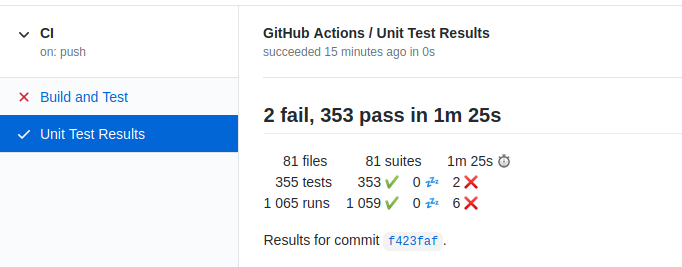 CI
on: push
Build and Test
Unit Test Results
GitHub Actions / Unit Test Results
succeeded 15 minutes ago in 0s
2 fail, 353 pass in 1m 25s
81 files 81 suites 1m 25s ⏱️
355 tests 353 ✔️ 0 💤 2 ❌
1 065 runs 1 059 ✔️ 0 💤 6 ❌
Results for commit f423faf.